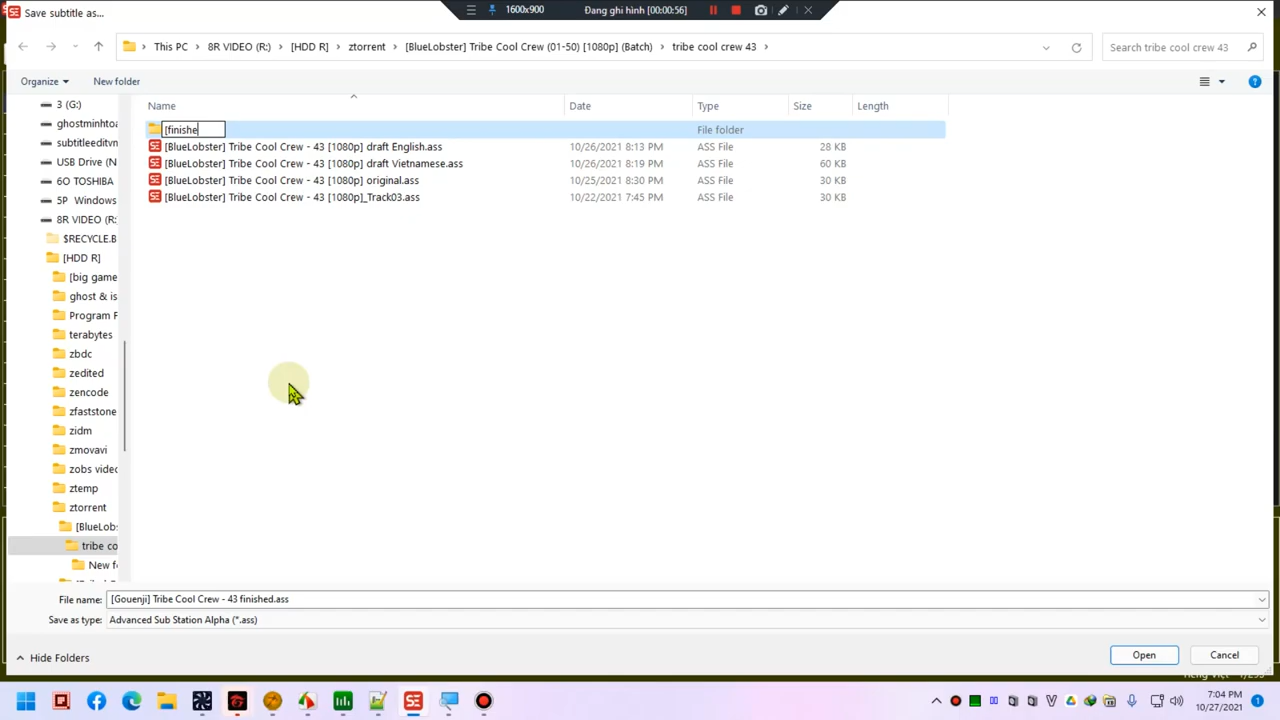 Save subtitle as...
1600x900
Đang ghi hình [00:00:56]
This PC > 8R VIDEO (R:) > [HDD R] > ztorrent > [BlueLobster] Tribe Cool Crew (01-50) [1080p] (Batch) > tribe cool crew 43 >
Search tribe cool crew 43
Organize
New folder
Name Date Type Size Length
3 (G:)
ghostminhtoa
subtitleeditvn
USB Drive (N
6O TOSHIBA
5P Windows
8R VIDEO (R:
$RECYCLE.B
[HDD R]
[big game
ghost & is
Program F
terabytes
zbdc
zedited
zencode
zfaststone
zidm
zmovavi
zobs video
ztemp
ztorrent
[BlueLobs
tribe co
New f
[finishe File folder
[BlueLobster] Tribe Cool Crew - 43 [1080p] draft English.ass 10/26/2021 8:13 PM ASS File 28 KB
[BlueLobster] Tribe Cool Crew - 43 [1080p] draft Vietnamese.ass 10/26/2021 8:19 PM ASS File 60 KB
[BlueLobster] Tribe Cool Crew - 43 [1080p] original.ass 10/25/2021 8:30 PM ASS File 30 KB
[BlueLobster] Tribe Cool Crew - 43 [1080p]_Track03.ass 10/22/2021 7:45 PM ASS File 30 KB
File name: [Gouenji] Tribe Cool Crew - 43 finished.ass
Save as type: Advanced Sub Station Alpha (*.ass)
Hide Folders
Open
Cancel
7:04 PM
10/27/2021